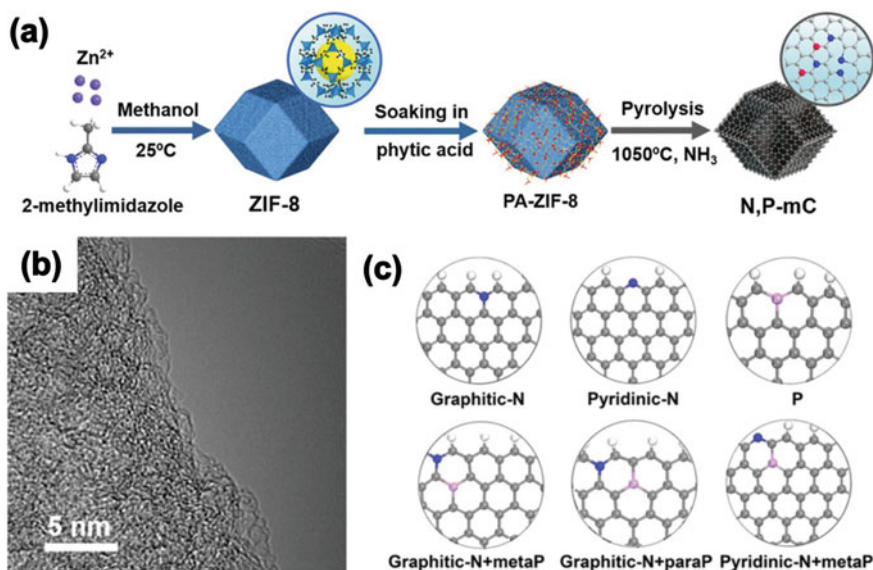 (a)
Zn²⁺
2-methylimidazole
Methanol
25ºC
ZIF-8
Soaking in
phytic acid
PA-ZIF-8
Pyrolysis
1050ºC, NH₃
N,P-mC
(b)
5 nm
(c)
Graphitic-N
Pyridinic-N
P
Graphitic-N+metaP
Graphitic-N+paraP
Pyridinic-N+metaP